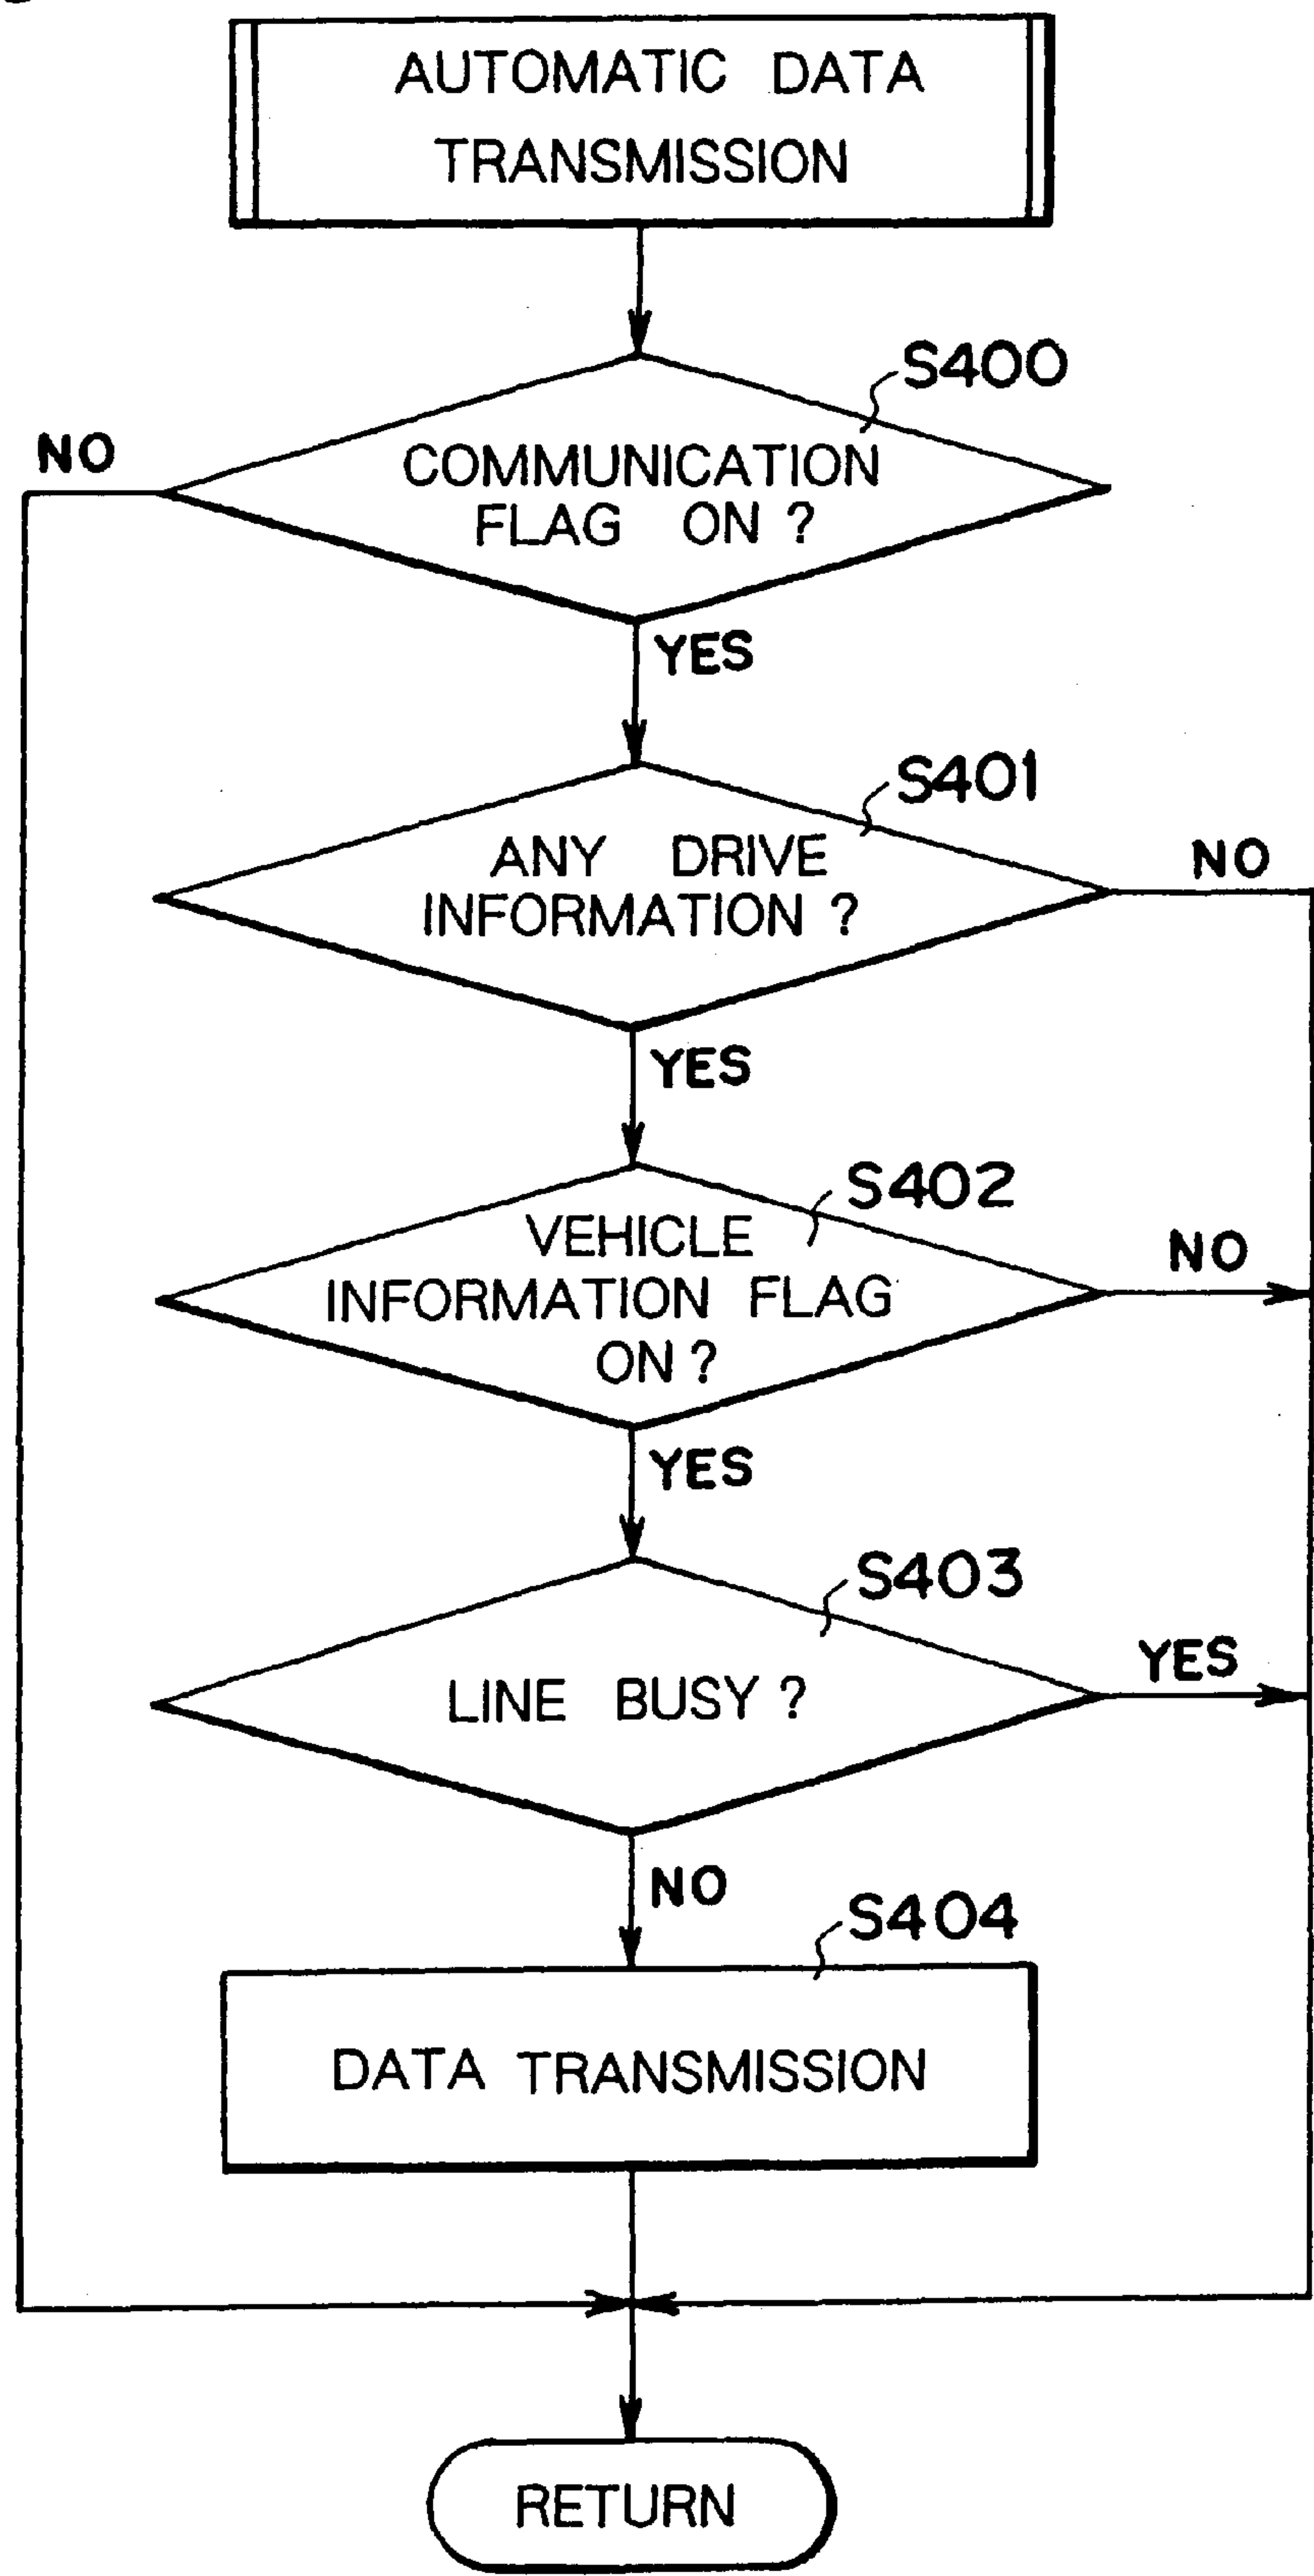 AUTOMATIC DATA
TRANSMISSION
S400
NO
COMMUNICATION
FLAG ON ?
YES
S401
ANY DRIVE
INFORMATION ?
NO
YES
S402
VEHICLE
INFORMATION FLAG
ON ?
NO
YES
S403
LINE BUSY ?
YES
NO
S404
DATA TRANSMISSION
RETURN